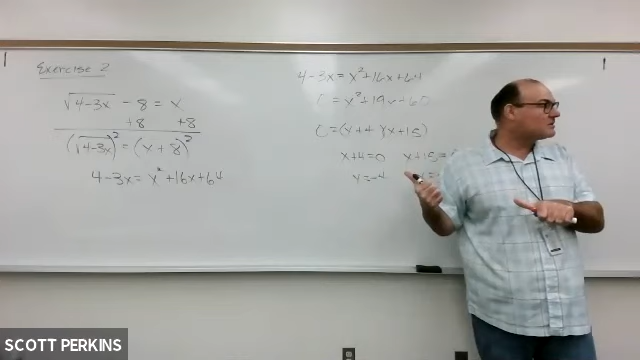 Exercise 2
√4-3x - 8 = x
+8 +8
(√4-3x)² = (x+8)²
4-3x = x²+16x+64
4-3x = x²+16x+64
0 = x²+19x+60
0 = (x+4)(x+15)
x+4=0 x+15=
x=-4
SCOTT PERKINS